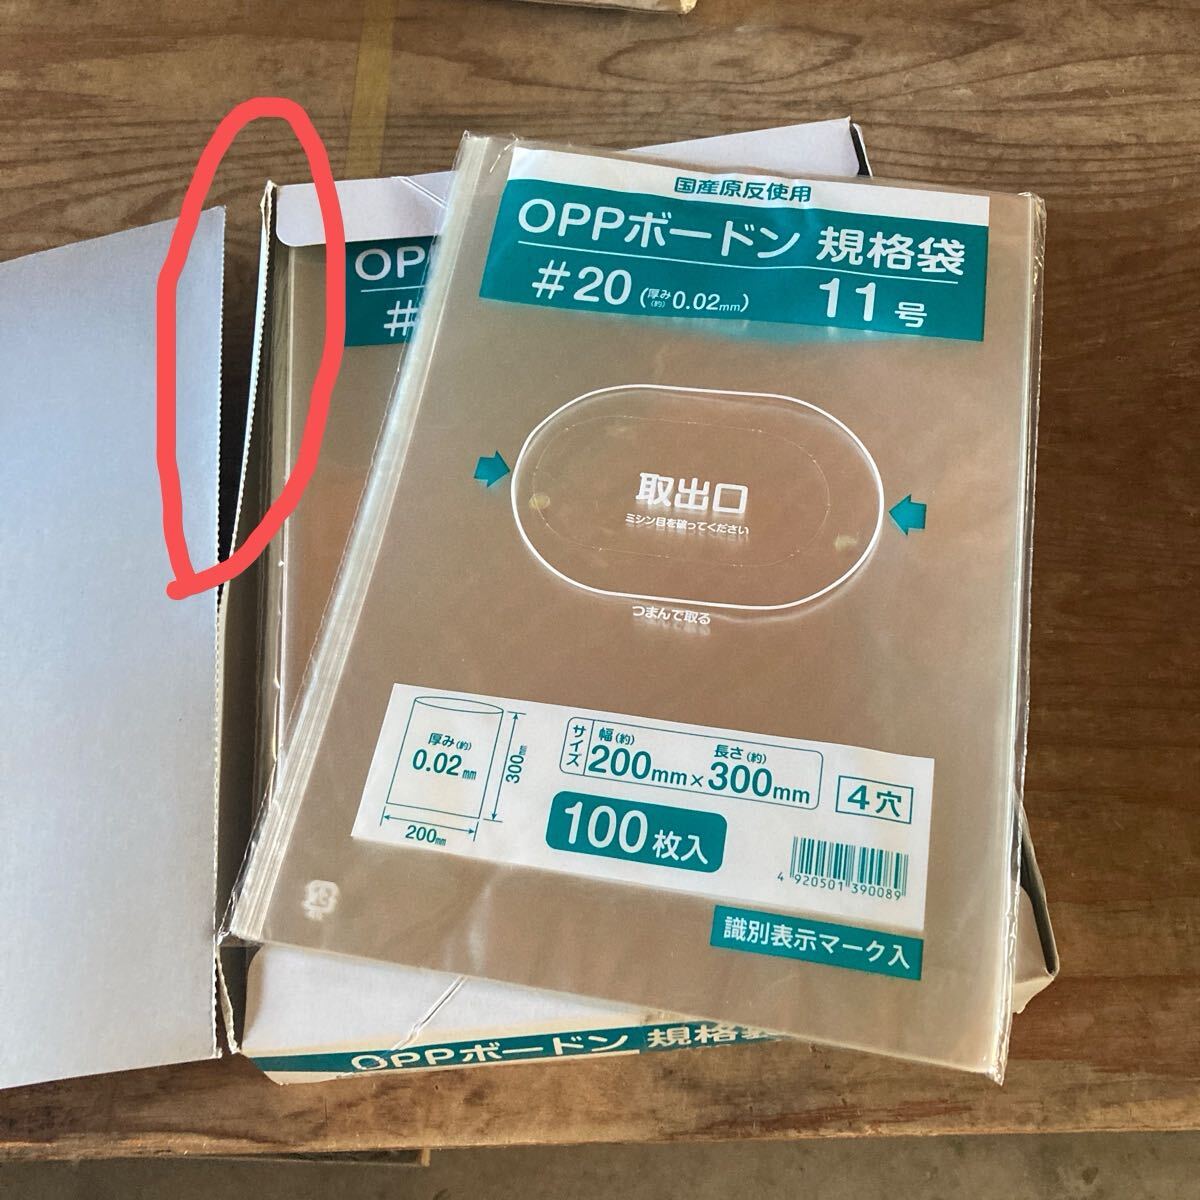 国産原反使用
OPPボードン 規格袋
#20 (厚み(約)0.02mm) 11号
OP
#
取出口
ミシン目を破ってください
つまんで取る
厚み(約)
0.02mm
300mm
200mm
サイズ
幅(約) 長さ(約)
200mm×300mm
4穴
100枚入
4 920501 390089
識別表示マーク入
OPPボードン 規格袋